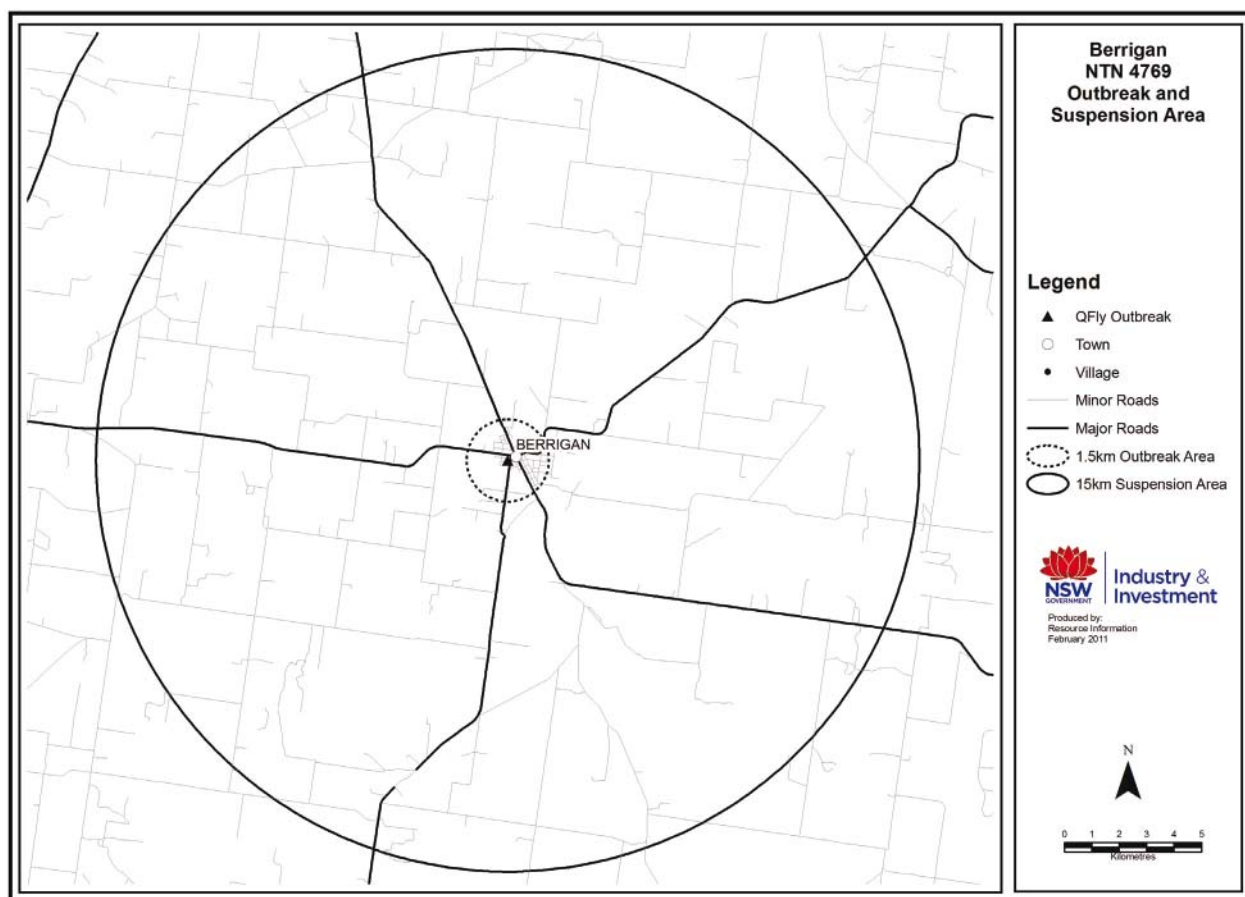 Berrigan
NTN 4769
Outbreak and
Suspension Area
BERRIGAN
Legend
QFly Outbreak
Town
Village
Minor Roads
Major Roads
1.5km Outbreak Area
15km Suspension Area
NSW
GOVERNMENT
Industry &
Investment
Produced by:
Resource Information
February 2011
N
0 1 2 3 4 5
Kilometres